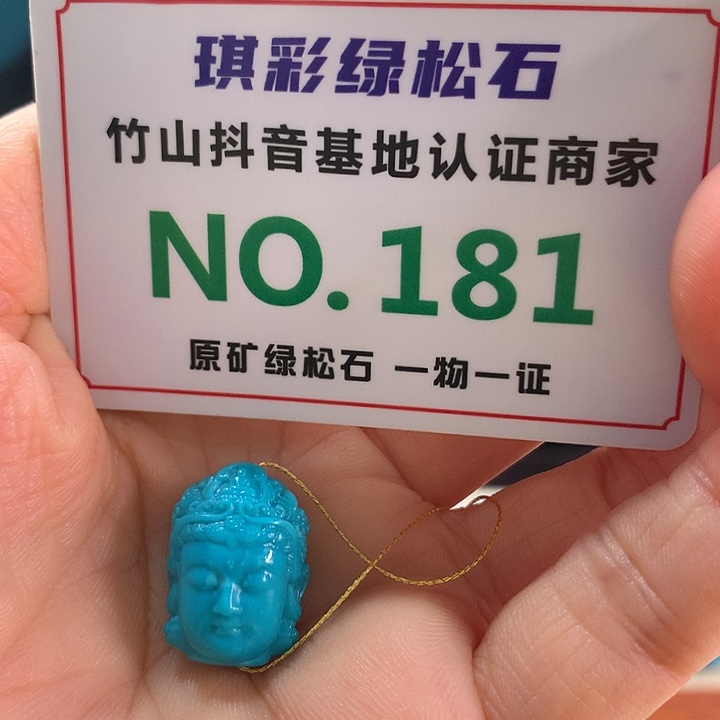 琪彩绿松石
竹山抖音基地认证商家
NO.181
原矿绿松石 一物一证